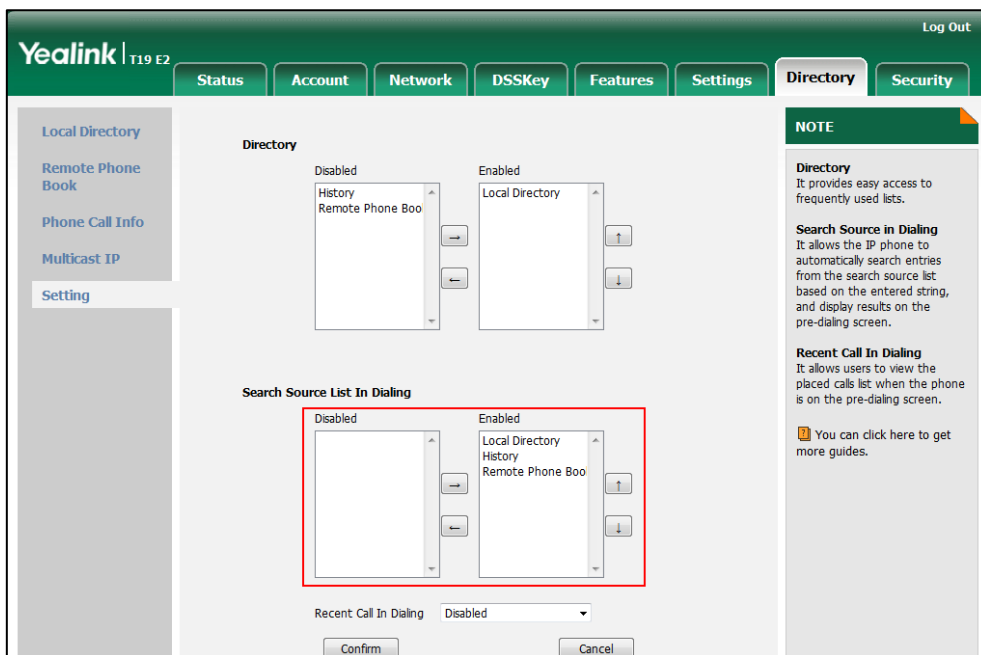 Log Out
Yealink T19 E2
Status Account Network DSSKey Features Settings Directory Security
Local Directory
Remote Phone
Book
Phone Call Info
Multicast IP
Setting
Directory
Disabled Enabled
History
Remote Phone Boo
Local Directory
→
←
↑
↓
Search Source List In Dialing
Disabled Enabled
Local Directory
History
Remote Phone Boo
→
←
↑
↓
Recent Call In Dialing Disabled
Confirm Cancel
NOTE
Directory
It provides easy access to
frequently used lists.
Search Source in Dialing
It allows the IP phone to
automatically search entries
from the search source list
based on the entered string,
and display results on the
pre-dialing screen.
Recent Call In Dialing
It allows users to view the
placed calls list when the phone
is on the pre-dialing screen.
? You can click here to get
more guides.